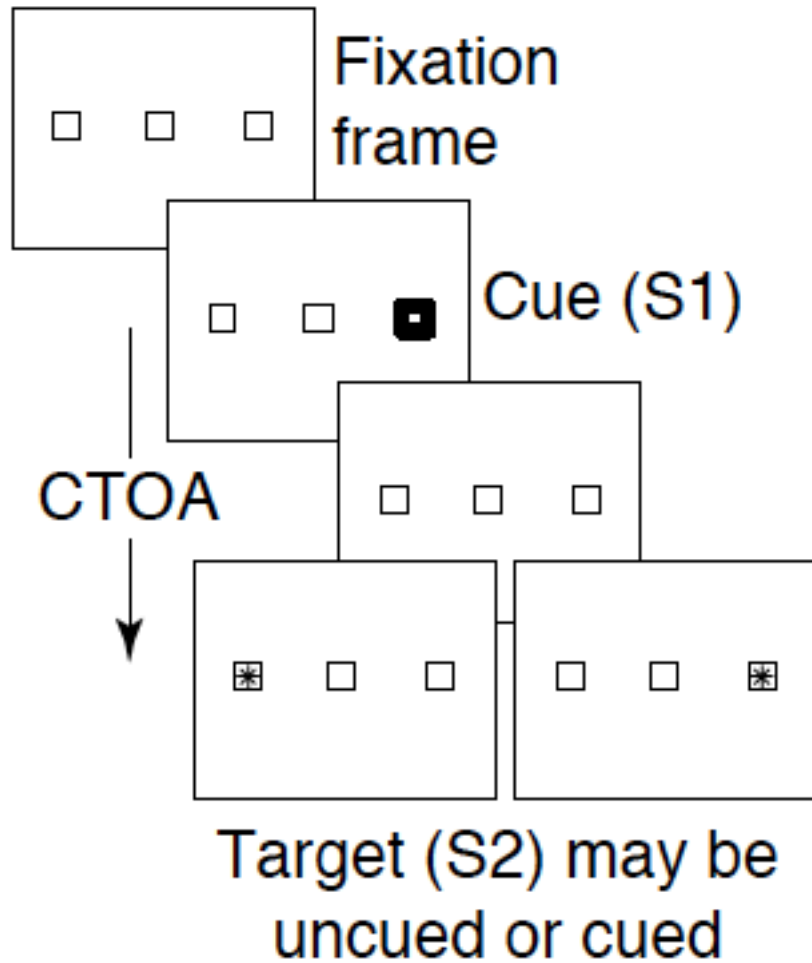 Fixation
frame
Cue (S1)
CTOA
Target (S2) may be
uncued or cued